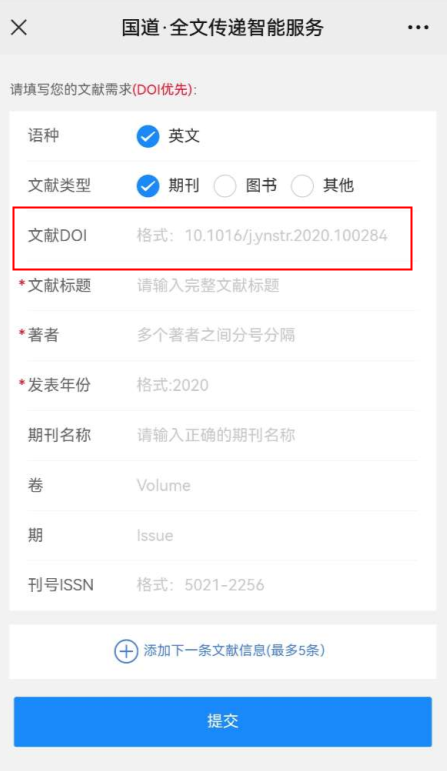 国道·全文传递智能服务
请填写您的文献需求(DOI优先):
语种 英文
文献类型 期刊 图书 其他
文献DOI 格式：10.1016/j.ynstr.2020.100284
*文献标题 请输入完整文献标题
*著者 多个著者之间分号分隔
*发表年份 格式:2020
期刊名称 请输入正确的期刊名称
卷 Volume
期 Issue
刊号ISSN 格式：5021-2256
添加下一条文献信息(最多5条)
提交